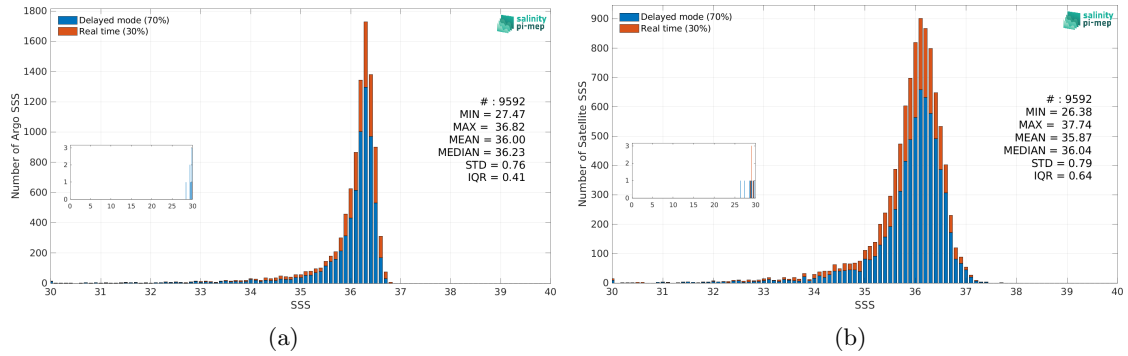 Delayed mode (70%)
Real time (30%)
salinity
pi-mep
Number of Argo SSS
1800
1600
1400
1200
1000
800
600
400
200
0
# : 9592
MIN = 27.47
MAX = 36.82
MEAN = 36.00
MEDIAN = 36.23
STD = 0.76
IQR = 0.41
3
2
1
0
0 5 10 15 20 25 30
30 31 32 33 34 35 36 37 38 39 40
SSS
(a)
Delayed mode (70%)
Real time (30%)
salinity
pi-mep
Number of Satellite SSS
900
800
700
600
500
400
300
200
100
0
# : 9592
MIN = 26.38
MAX = 37.74
MEAN = 35.87
MEDIAN = 36.04
STD = 0.79
IQR = 0.64
3
2
1
0
0 5 10 15 20 25 30
30 31 32 33 34 35 36 37 38 39 40
SSS
(b)